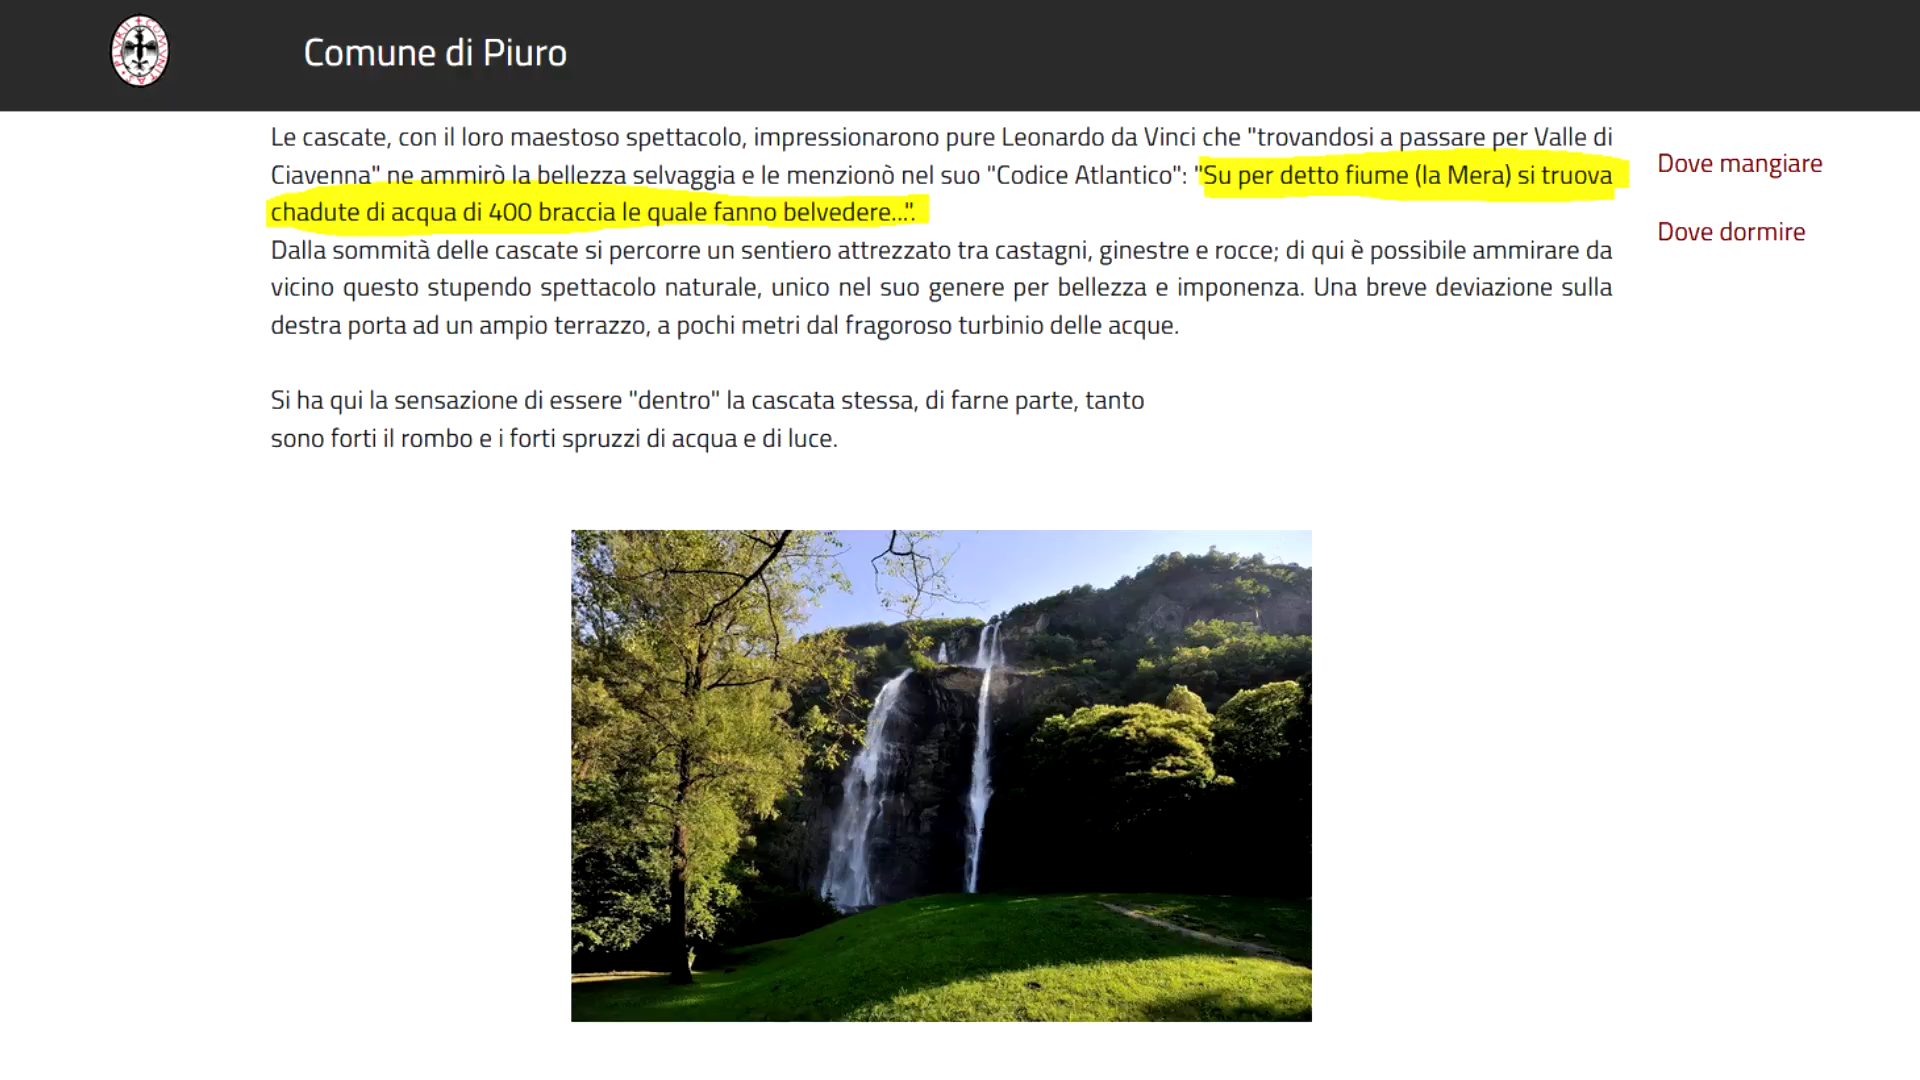 Comune di Piuro
Le cascate, con il loro maestoso spettacolo, impressionarono pure Leonardo da Vinci che "trovandosi a passare per Valle di
Ciavenna" ne ammirò la bellezza selvaggia e le menzionò nel suo "Codice Atlantico": "Su per detto fiume (la Mera) si truova
chadute di acqua di 400 braccia le quale fanno belvedere...".
Dalla sommità delle cascate si percorre un sentiero attrezzato tra castagni, ginestre e rocce; di qui è possibile ammirare da
vicino questo stupendo spettacolo naturale, unico nel suo genere per bellezza e imponenza. Una breve deviazione sulla
destra porta ad un ampio terrazzo, a pochi metri dal fragoroso turbinio delle acque.
Si ha qui la sensazione di essere "dentro" la cascata stessa, di farne parte, tanto
sono forti il rombo e i forti spruzzi di acqua e di luce.
Dove mangiare
Dove dormire